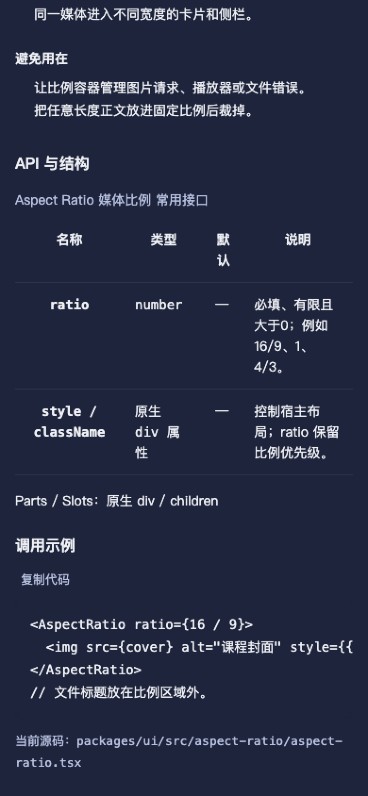 同一媒体进入不同宽度的卡片和侧栏。
避免用在
让比例容器管理图片请求、播放器或文件错误。
把任意长度正文放进固定比例后裁掉。
API 与结构
Aspect Ratio 媒体比例 常用接口
名称 类型 默认 说明
ratio number — 必填、有限且
大于0；例如
16/9、1、
4/3。
style / 原生 — 控制宿主布
className div 属 局；ratio 保留
性 比例优先级。
Parts / Slots：原生 div / children
调用示例
复制代码
<AspectRatio ratio={16 / 9}>
<img src={cover} alt="课程封面" style={{
</AspectRatio>
// 文件标题放在比例区域外。
当前源码：packages/ui/src/aspect-ratio/aspect-
ratio.tsx